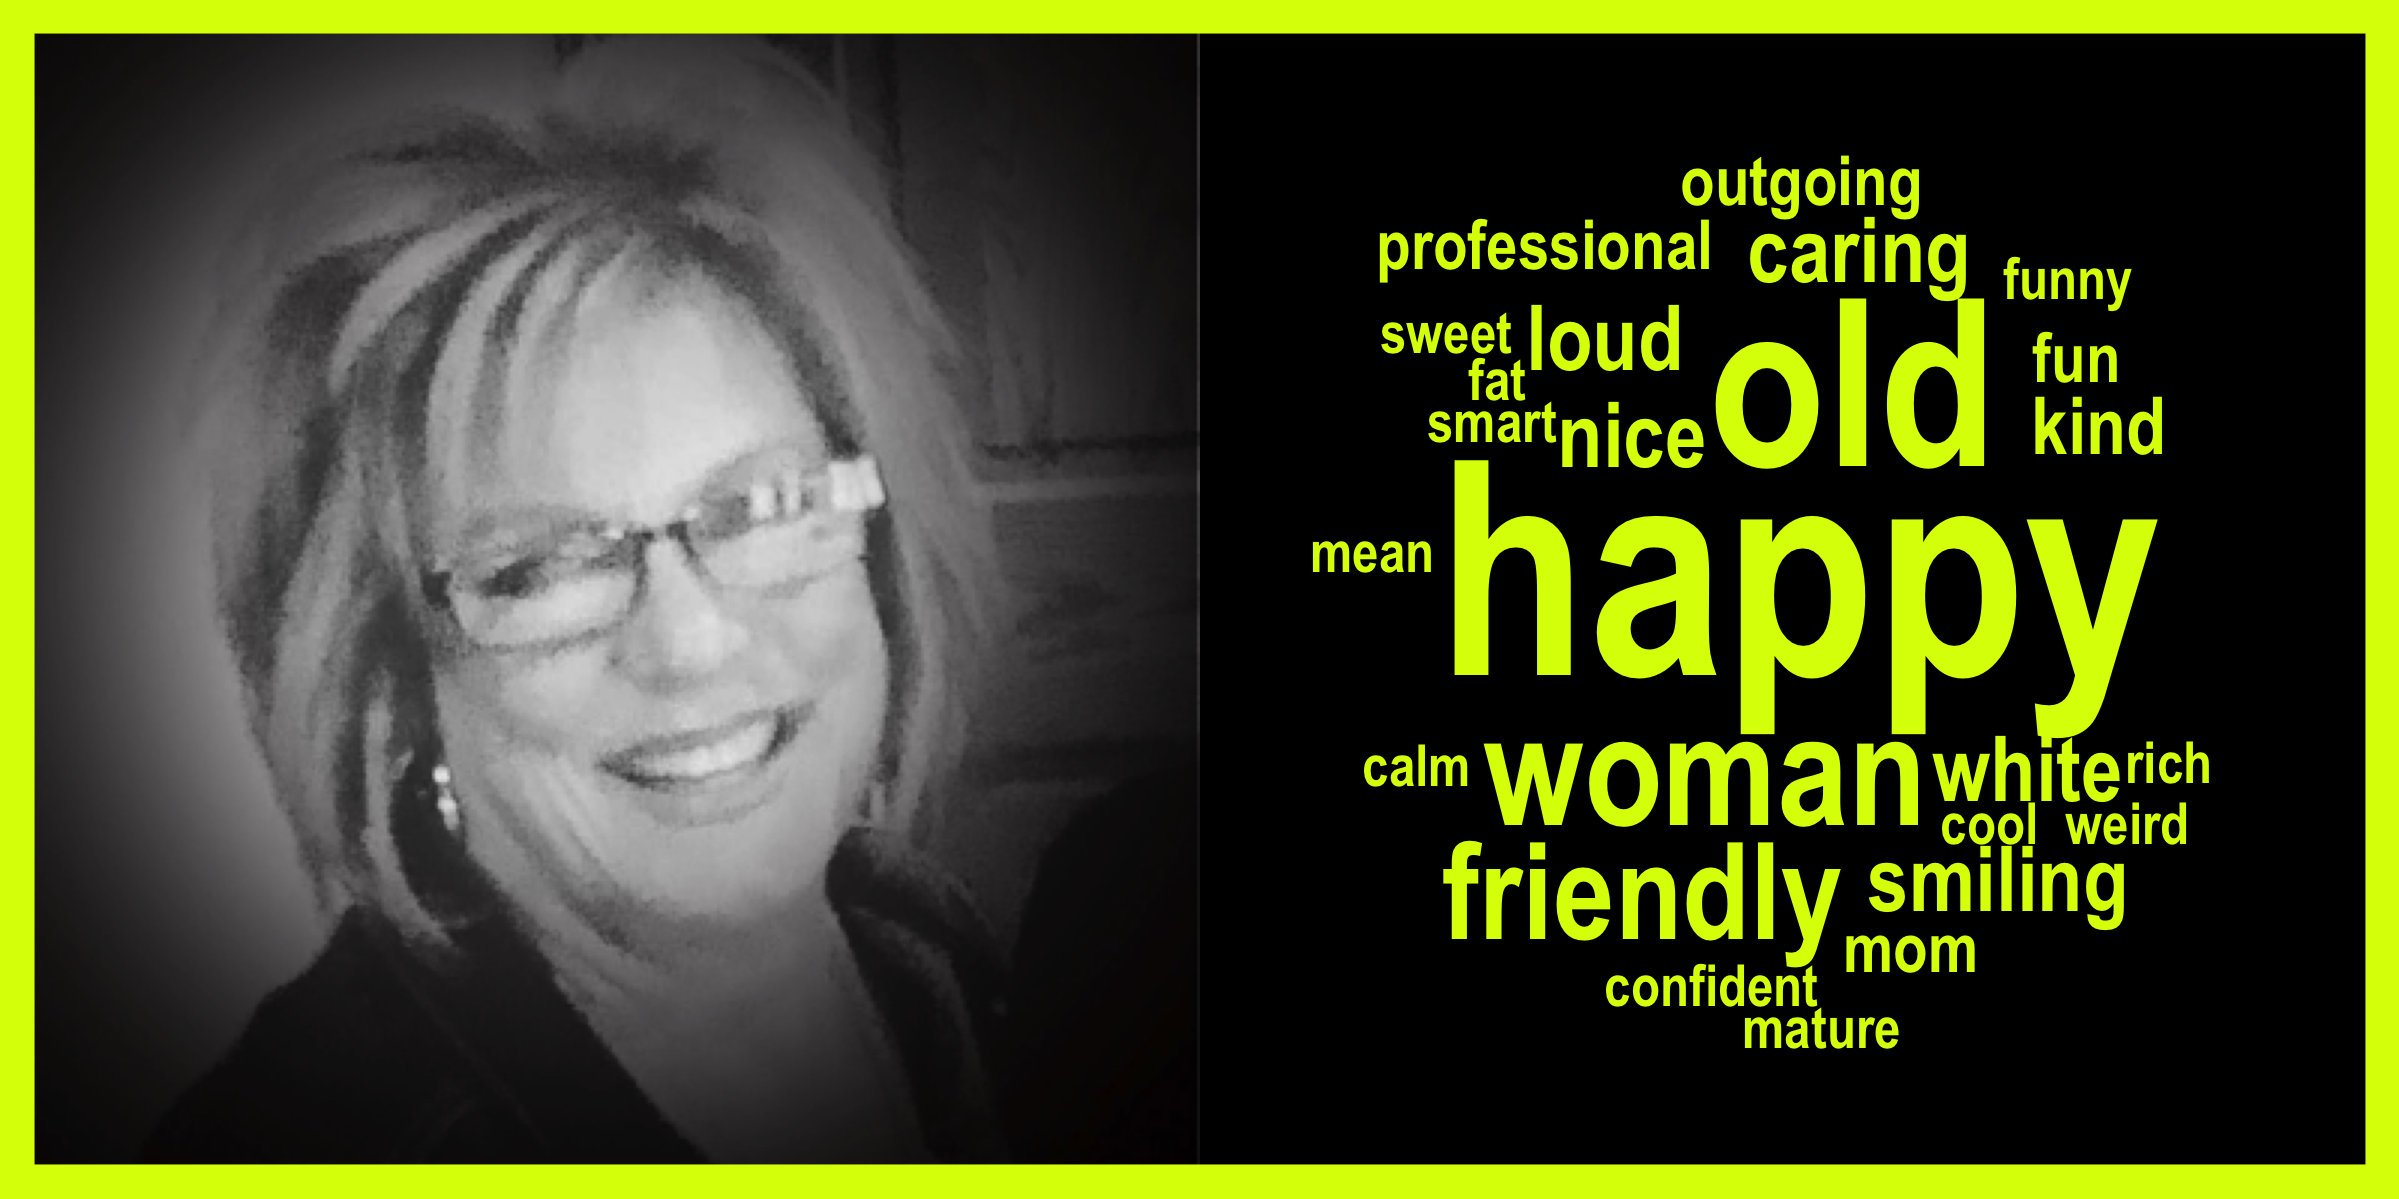 outgoing
professional caring
funny
sweet loud old fun
fat
smart nice kind
mean happy
calm woman white rich
cool weird
friendly smiling
mom
confident
mature